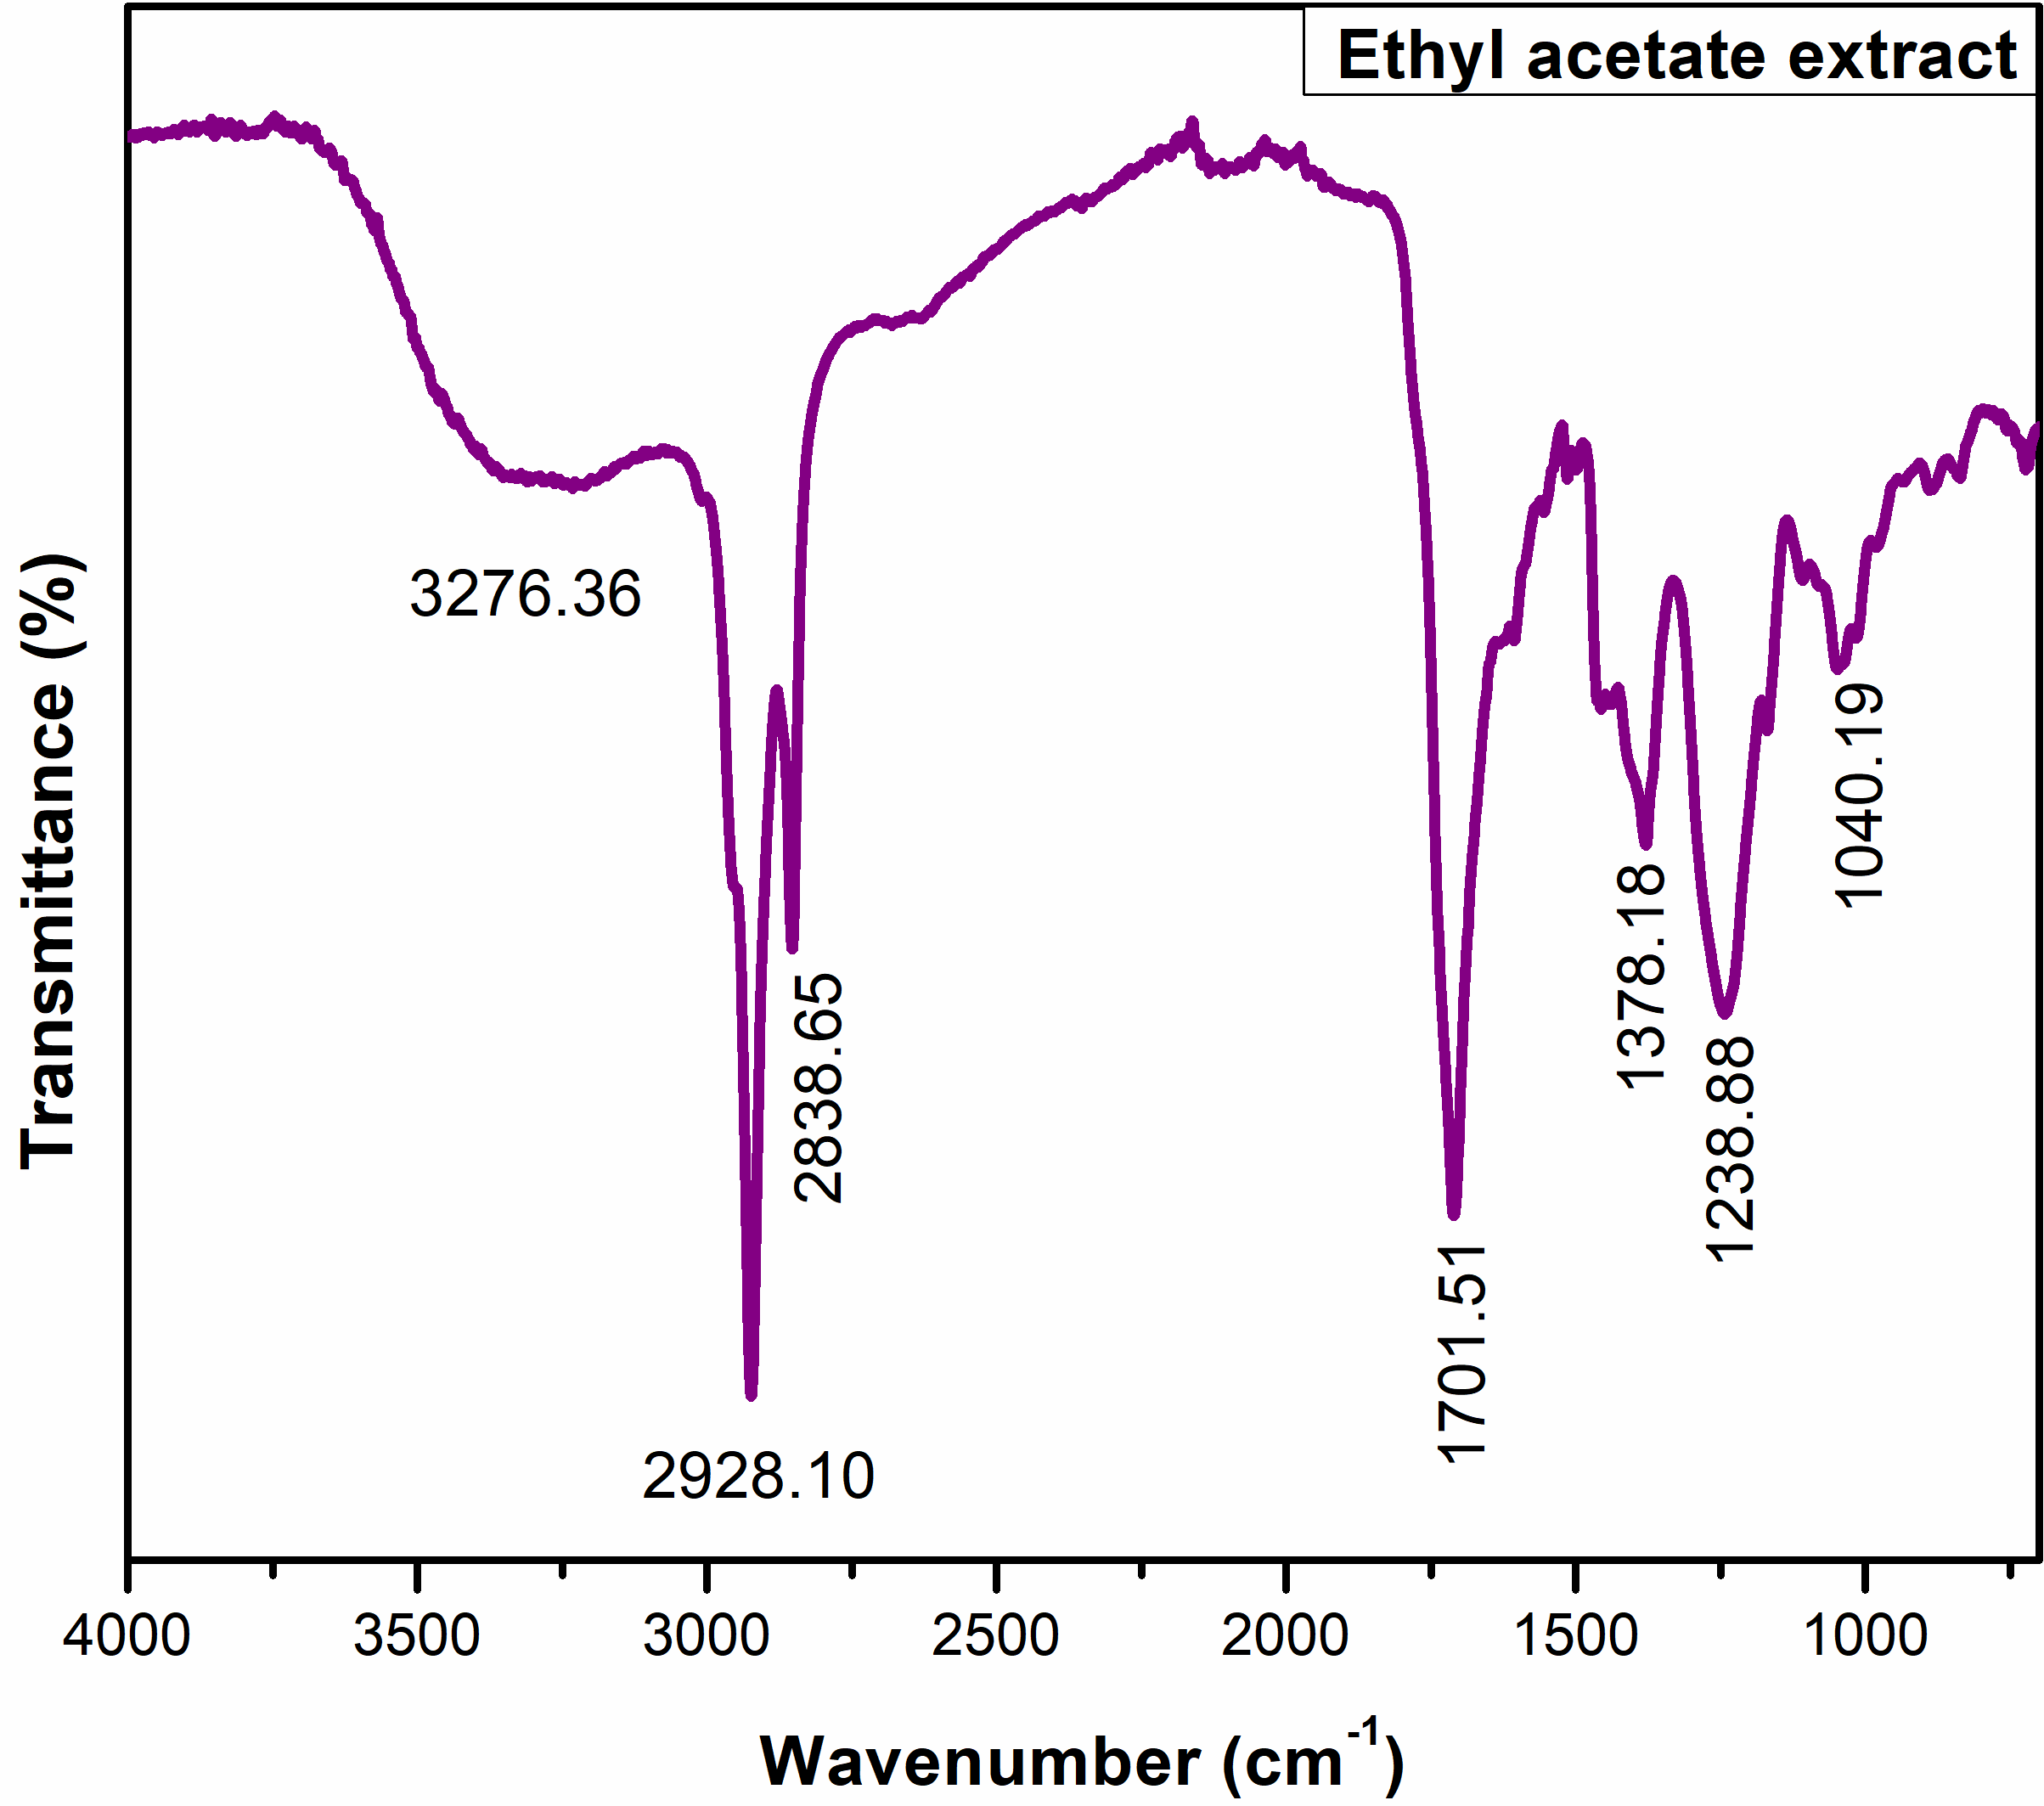 Ethyl acetate extract
Transmittance (%)
3276.36
2928.10
2838.65
1701.51
1378.18
1238.88
1040.19
4000 3500 3000 2500 2000 1500 1000
Wavenumber (cm-1)